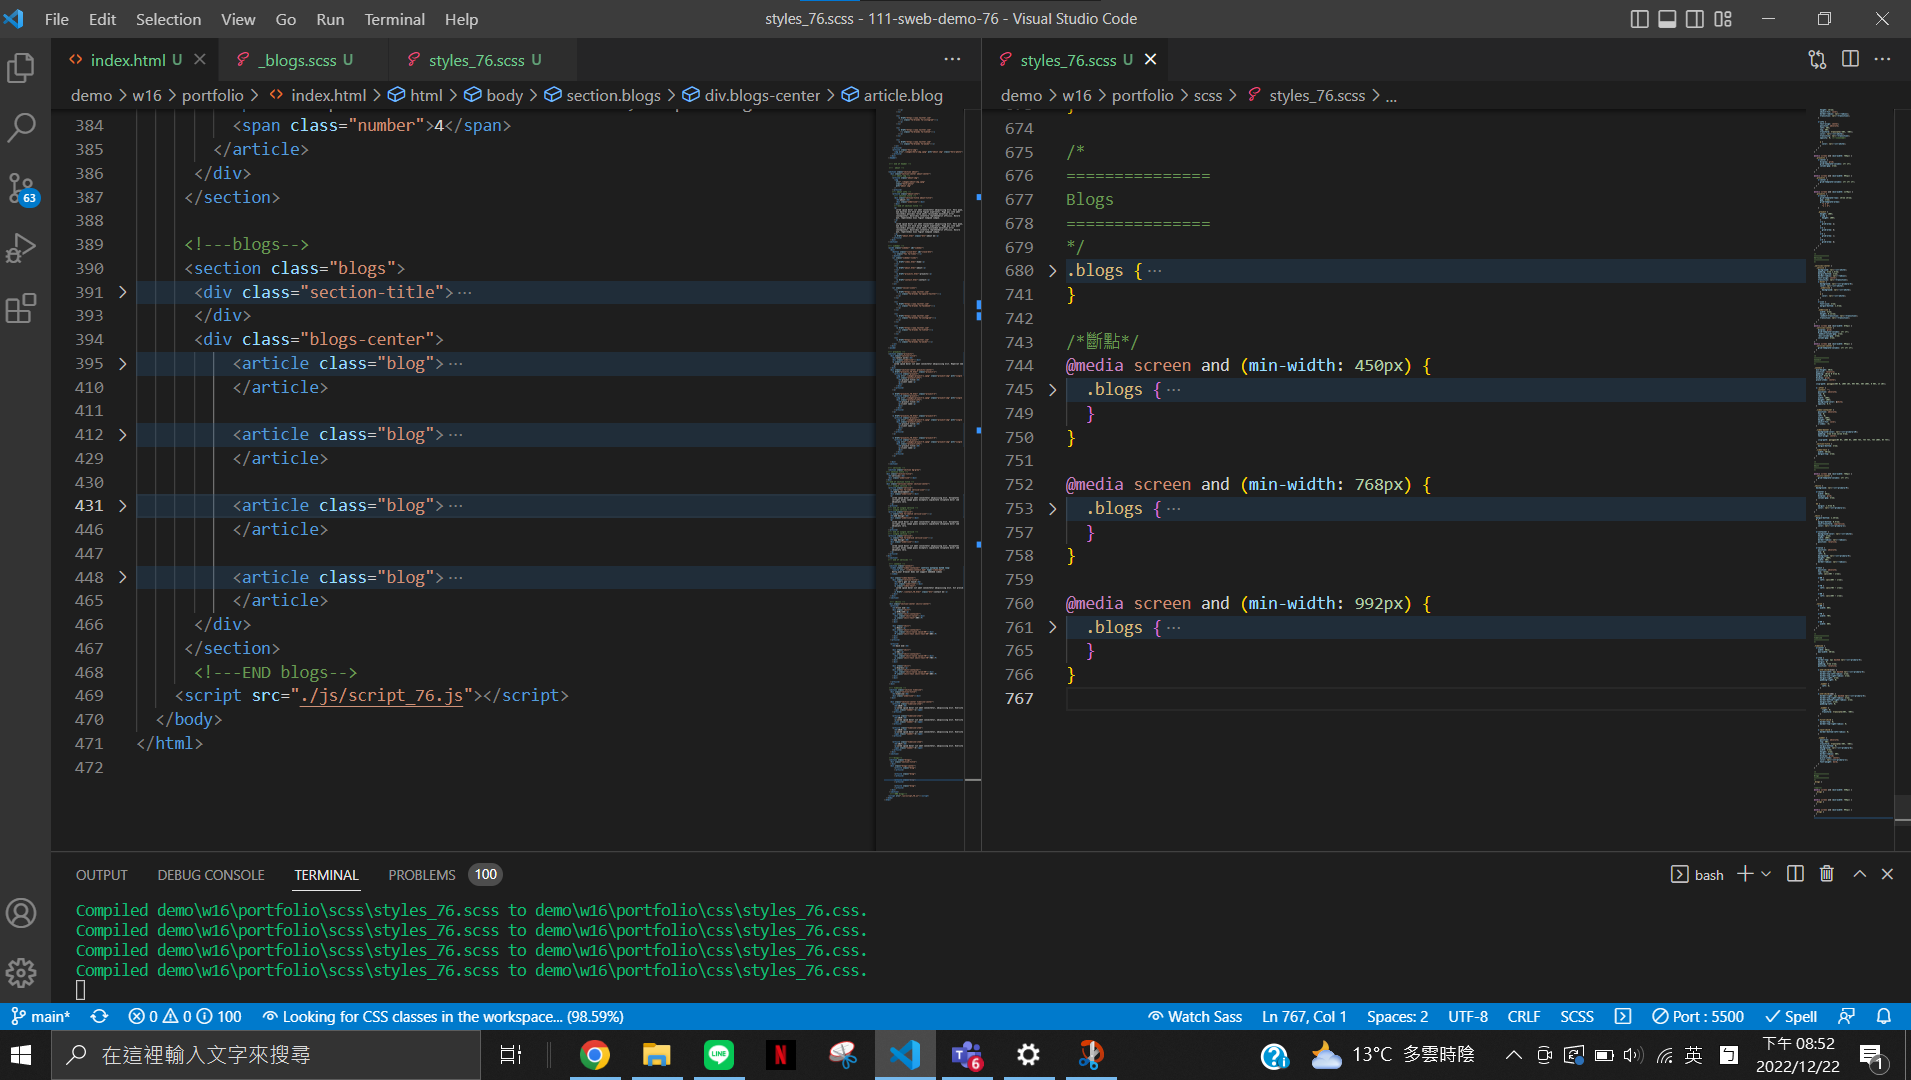 File Edit Selection View Go Run Terminal Help
styles_76.scss - 111-sweb-demo-76 - Visual Studio Code
index.html U
_blogs.scss U
styles_76.scss U
demo > w16 > portfolio > index.html > html > body > section.blogs > div.blogs-center > article.blog
384 <span class="number">4</span>
385 </article>
386 </div>
387 </section>
388
389 <!---blogs-->
390 <section class="blogs">
391 <div class="section-title">···
393 </div>
394 <div class="blogs-center">
395 <article class="blog">···
410 </article>
411
412 <article class="blog">···
429 </article>
430
431 <article class="blog">···
446 </article>
447
448 <article class="blog">···
465 </article>
466 </div>
467 </section>
468 <!---END blogs-->
469 <script src="./js/script_76.js"></script>
470 </body>
471 </html>
472
styles_76.scss U
demo > w16 > portfolio > scss > styles_76.scss > ...
674
675 /*
676 ===============
677 Blogs
678 ===============
679 */
680 .blogs {···
741 }
742
743 /*斷點*/
744 @media screen and (min-width: 450px) {
745 .blogs {···
749 }
750 }
751
752 @media screen and (min-width: 768px) {
753 .blogs {···
757 }
758 }
759
760 @media screen and (min-width: 992px) {
761 .blogs {···
765 }
766 }
767
63
OUTPUT DEBUG CONSOLE TERMINAL PROBLEMS 100
bash
Compiled demo\w16\portfolio\scss\styles_76.scss to demo\w16\portfolio\css\styles_76.css.
Compiled demo\w16\portfolio\scss\styles_76.scss to demo\w16\portfolio\css\styles_76.css.
Compiled demo\w16\portfolio\scss\styles_76.scss to demo\w16\portfolio\css\styles_76.css.
Compiled demo\w16\portfolio\scss\styles_76.scss to demo\w16\portfolio\css\styles_76.css.
main* 0 0 100 Looking for CSS classes in the workspace... (98.59%)
Watch Sass Ln 767, Col 1 Spaces: 2 UTF-8 CRLF SCSS Port : 5500 Spell
在這裡輸入文字來搜尋
LINE
N
6
13°C 多雲時陰
英
下午 08:52
2022/12/22
1